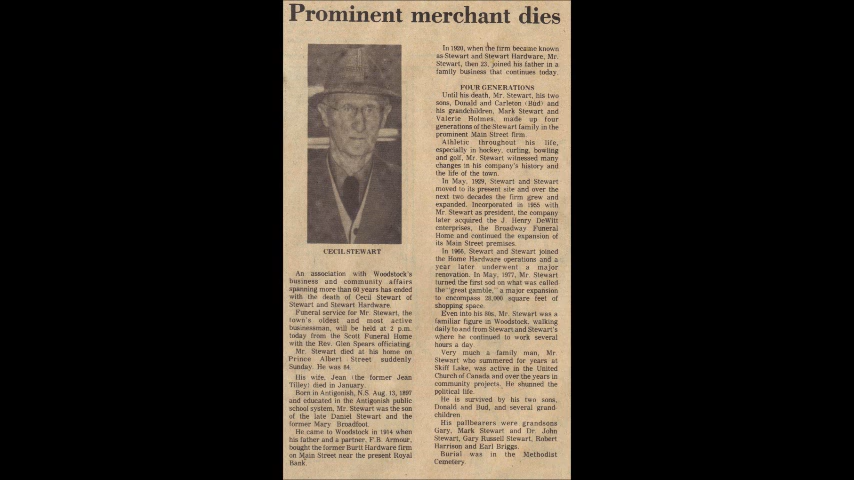 Prominent merchant dies
CECIL STEWART
An association with Woodstock's
business and community affairs
spanning more than 60 years has ended
with the death of Cecil Stewart of
Stewart and Stewart Hardware.
Funeral service for Mr. Stewart, the
town's oldest and most active
businessman, will be held at 2 p.m.
today from the Scott Funeral Home
with the Rev. Glen Spears officiating.
Mr. Stewart died at his home on
Prince Albert Street suddenly
Sunday. He was 84.
His wife, Jean (the former Jean
Tilley) died in January.
Born in Antigonish, N.S. Aug. 13, 1897
and educated in the Antigonish public
school system, Mr. Stewart was the son
of the late Daniel Stewart and the
former Mary Broadfoot.
He came to Woodstock in 1914 when
his father and a partner, F.B. Armour,
bought the former Burtt Hardware firm
on Main Street near the present Royal
Bank.
In 1920, when the firm became known
as Stewart and Stewart Hardware, Mr.
Stewart, then 23, joined his father in a
family business that continues today.
FOUR GENERATIONS
Until his death, Mr. Stewart, his two
sons, Donald and Carleton (Bud) and
his grandchildren, Mark Stewart and
Valerie Holmes, made up four
generations of the Stewart family in the
prominent Main Street firm.
Athletic throughout his life,
especially in hockey, curling, bowling
and golf, Mr. Stewart witnessed many
changes in his company's history and
the life of the town.
In May, 1929, Stewart and Stewart
moved to its present site and over the
next two decades the firm grew and
expanded. Incorporated in 1955 with
Mr. Stewart as president, the company
later acquired the J. Henry DeWitt
enterprises, the Broadway Funeral
Home and continued the expansion of
its Main Street premises.
In 1966, Stewart and Stewart joined
the Home Hardware operations and a
year later underwent a major
renovation. In May, 1977, Mr. Stewart
turned the first sod on what was called
the "great gamble," a major expansion
to encompass 28,000 square feet of
shopping space.
Even into his 80s, Mr. Stewart was a
familiar figure in Woodstock, walking
daily to and from Stewart and Stewart's
where he continued to work several
hours a day.
Very much a family man, Mr.
Stewart who summered for years at
Skiff Lake, was active in the United
Church of Canada and over the years in
community projects. He shunned the
political life.
He is survived by his two sons,
Donald and Bud, and several grand-
children.
His pallbearers were grandsons
Gary, Mark Stewart and Dr. John
Stewart, Gary Russell Stewart, Robert
Harrison and Earl Briggs.
Burial was in the Methodist
Cemetery.